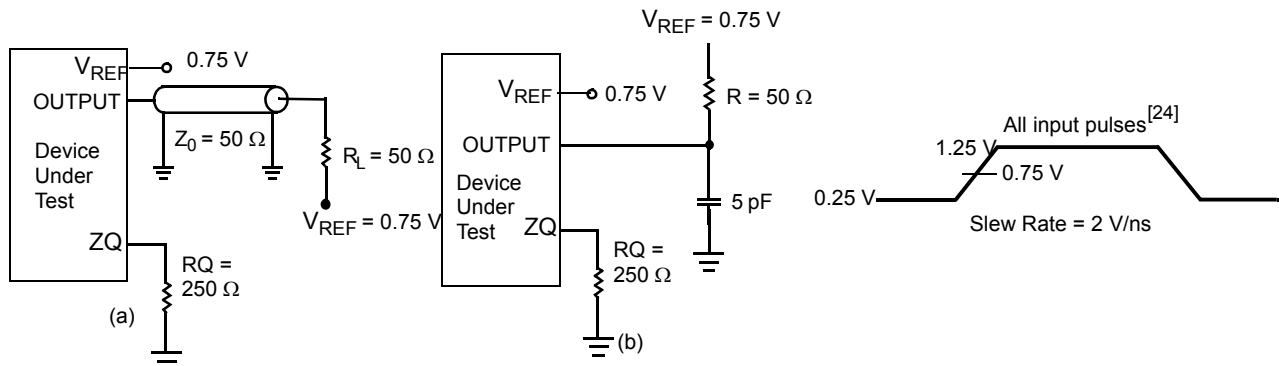 V_REF 0.75 V
OUTPUT
Z0 = 50 Ω
Device
Under
Test
R_L = 50 Ω
V_REF = 0.75 V
ZQ
RQ =
250 Ω
(a)
V_REF = 0.75 V
R = 50 Ω
V_REF 0.75 V
OUTPUT
Device
Under
Test
5 pF
ZQ
RQ =
250 Ω
(b)
All input pulses[24]
1.25 V
0.75 V
0.25 V
Slew Rate = 2 V/ns